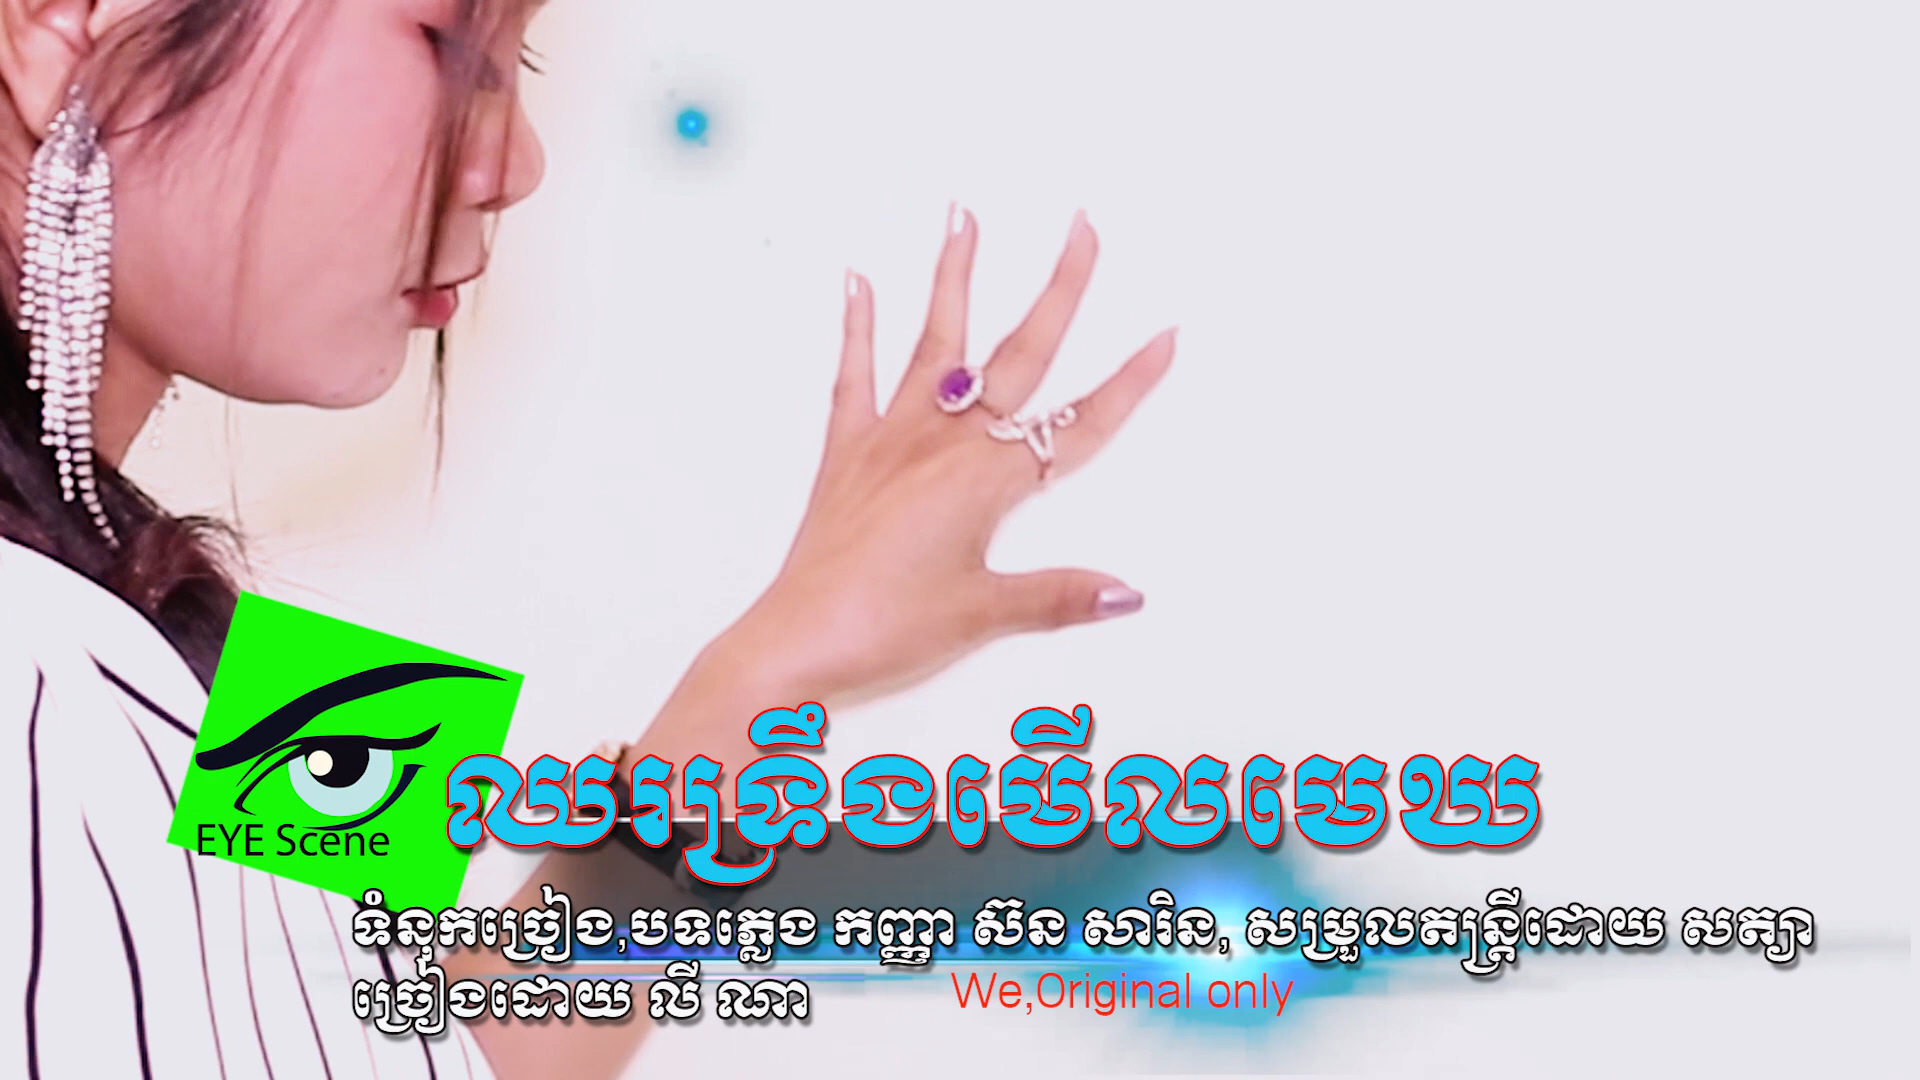 EYE Scene
ឈរទ្រឹងមើលមេឃ
ទំនុកច្រៀង,បទភ្លេង កញ្ញា ស៊ន សារិន, សម្រួលតន្ត្រីដោយ សត្យា
ច្រៀងដោយ លី ណា
We,Original only